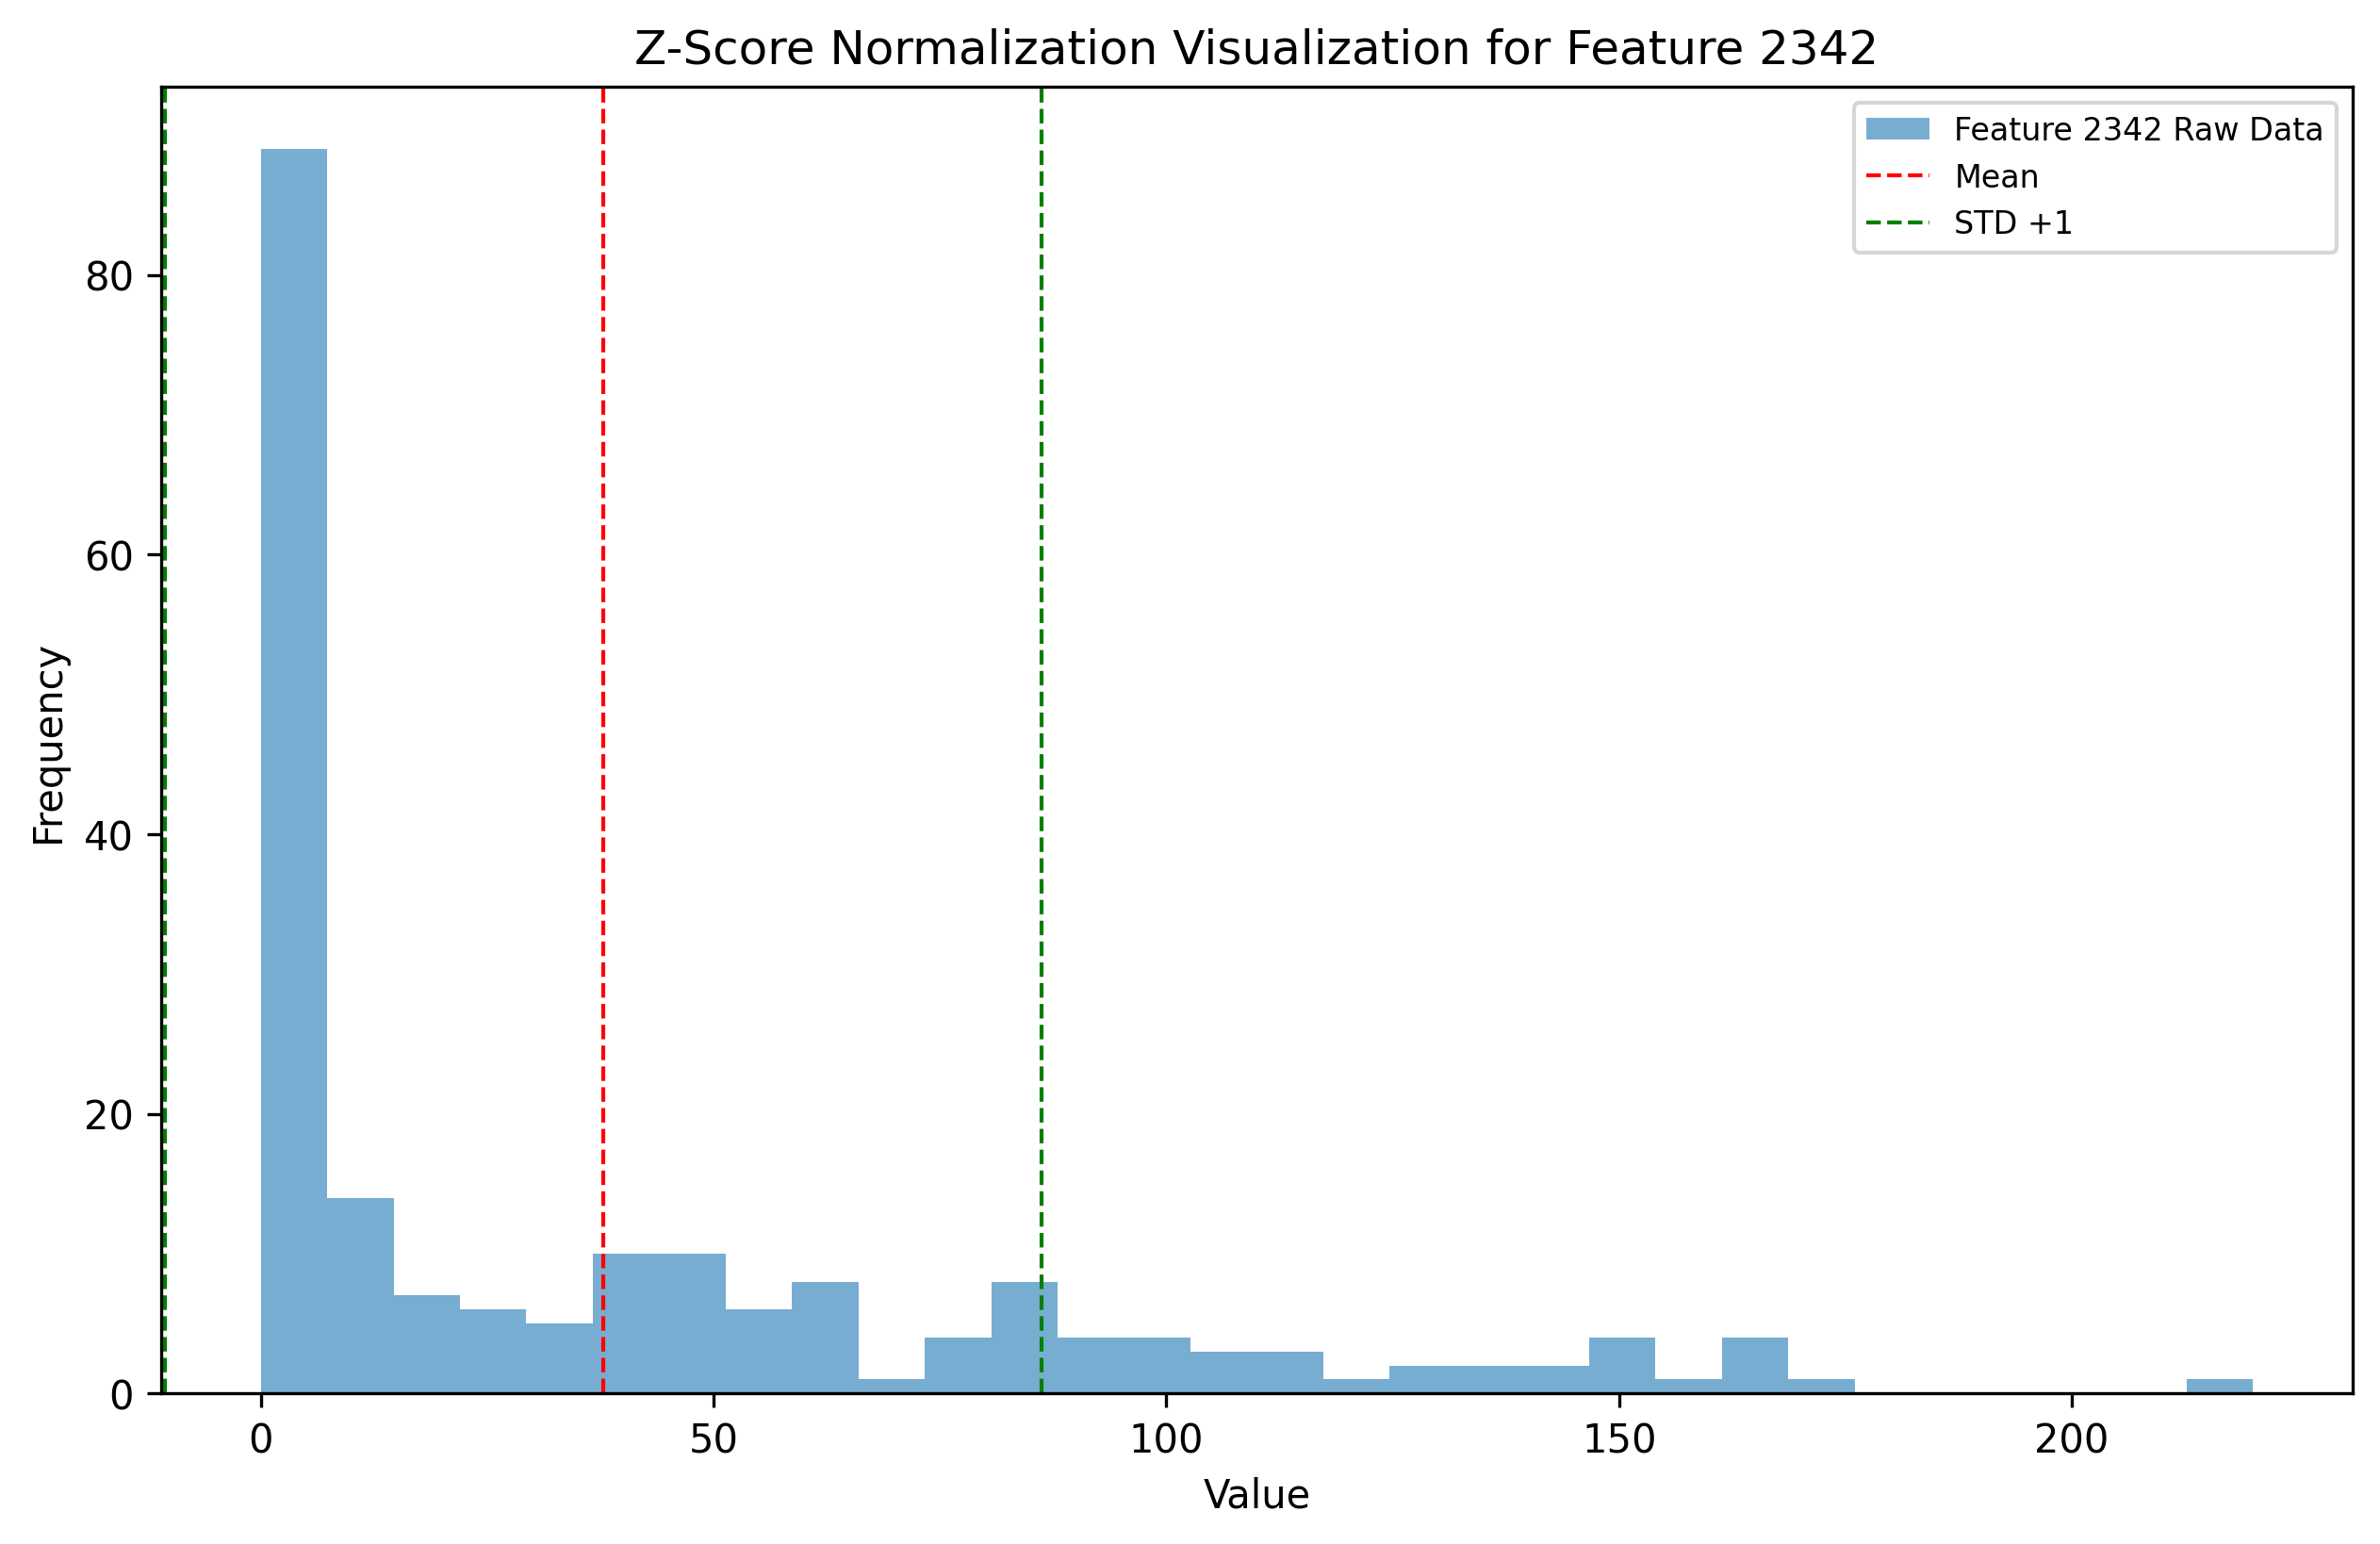 Z-Score Normalization Visualization for Feature 2342
Feature 2342 Raw Data
Mean
STD +1
80
60
40
20
0
Frequency
0 50 100 150 200
Value